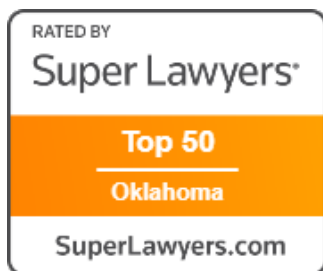 RATED BY
Super Lawyers®
Top 50
Oklahoma
SuperLawyers.com